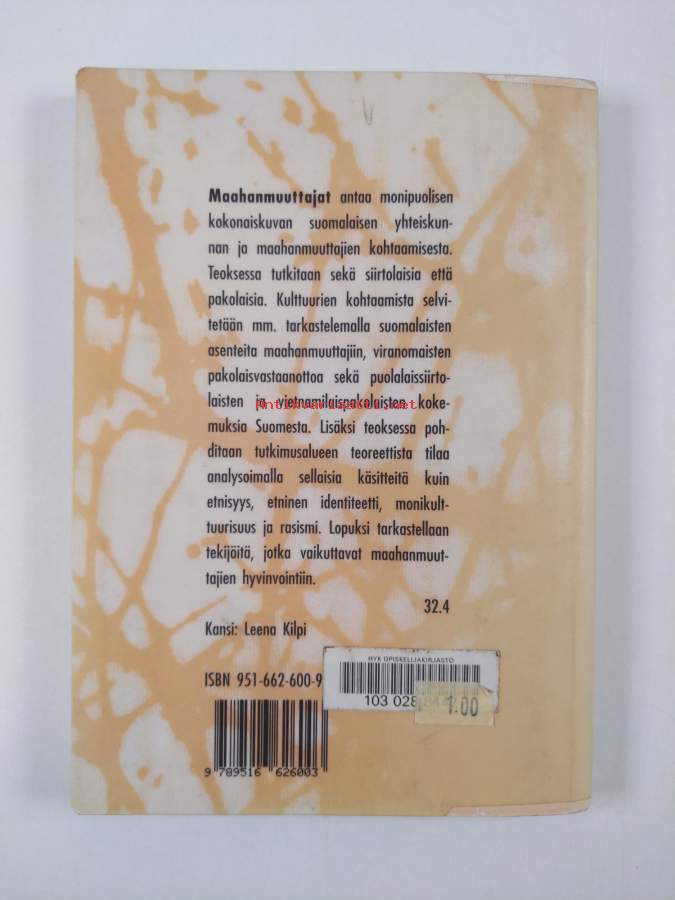 Maahanmuuttajat antaa monipuolisen
kokonaiskuvan suomalaisen yhteiskun-
nan ja maahanmuuttajien kohtaamisesta.
Teoksessa tutkitaan sekä siirtolaisia että
pakolaisia. Kulttuurien kohtaamista selvi-
tetään mm. tarkastelemalla suomalaisten
asenteita maahanmuuttajiin, viranomaisten
pakolaisvastaanottoa sekä puolalaissiirto-
laisten ja vietnamilaispakolaisten koke-
Antikvariaatti.net
muksia Suomesta. Lisäksi teoksessa poh-
ditaan tutkimusalueen teoreettista tilaa
analysoimalla sellaisia käsitteitä kuin
etnisyys, etninen identiteetti, monikult-
tuurisuus ja rasismi. Lopuksi tarkastellaan
tekijöitä, jotka vaikuttavat maahanmuut-
tajien hyvinvointiin.
32.4
Kansi: Leena Kilpi
ISBN 951-662-600-9
HYK OPISKELIJAKIRJASTO
103 028
1.00
9 789516 626003